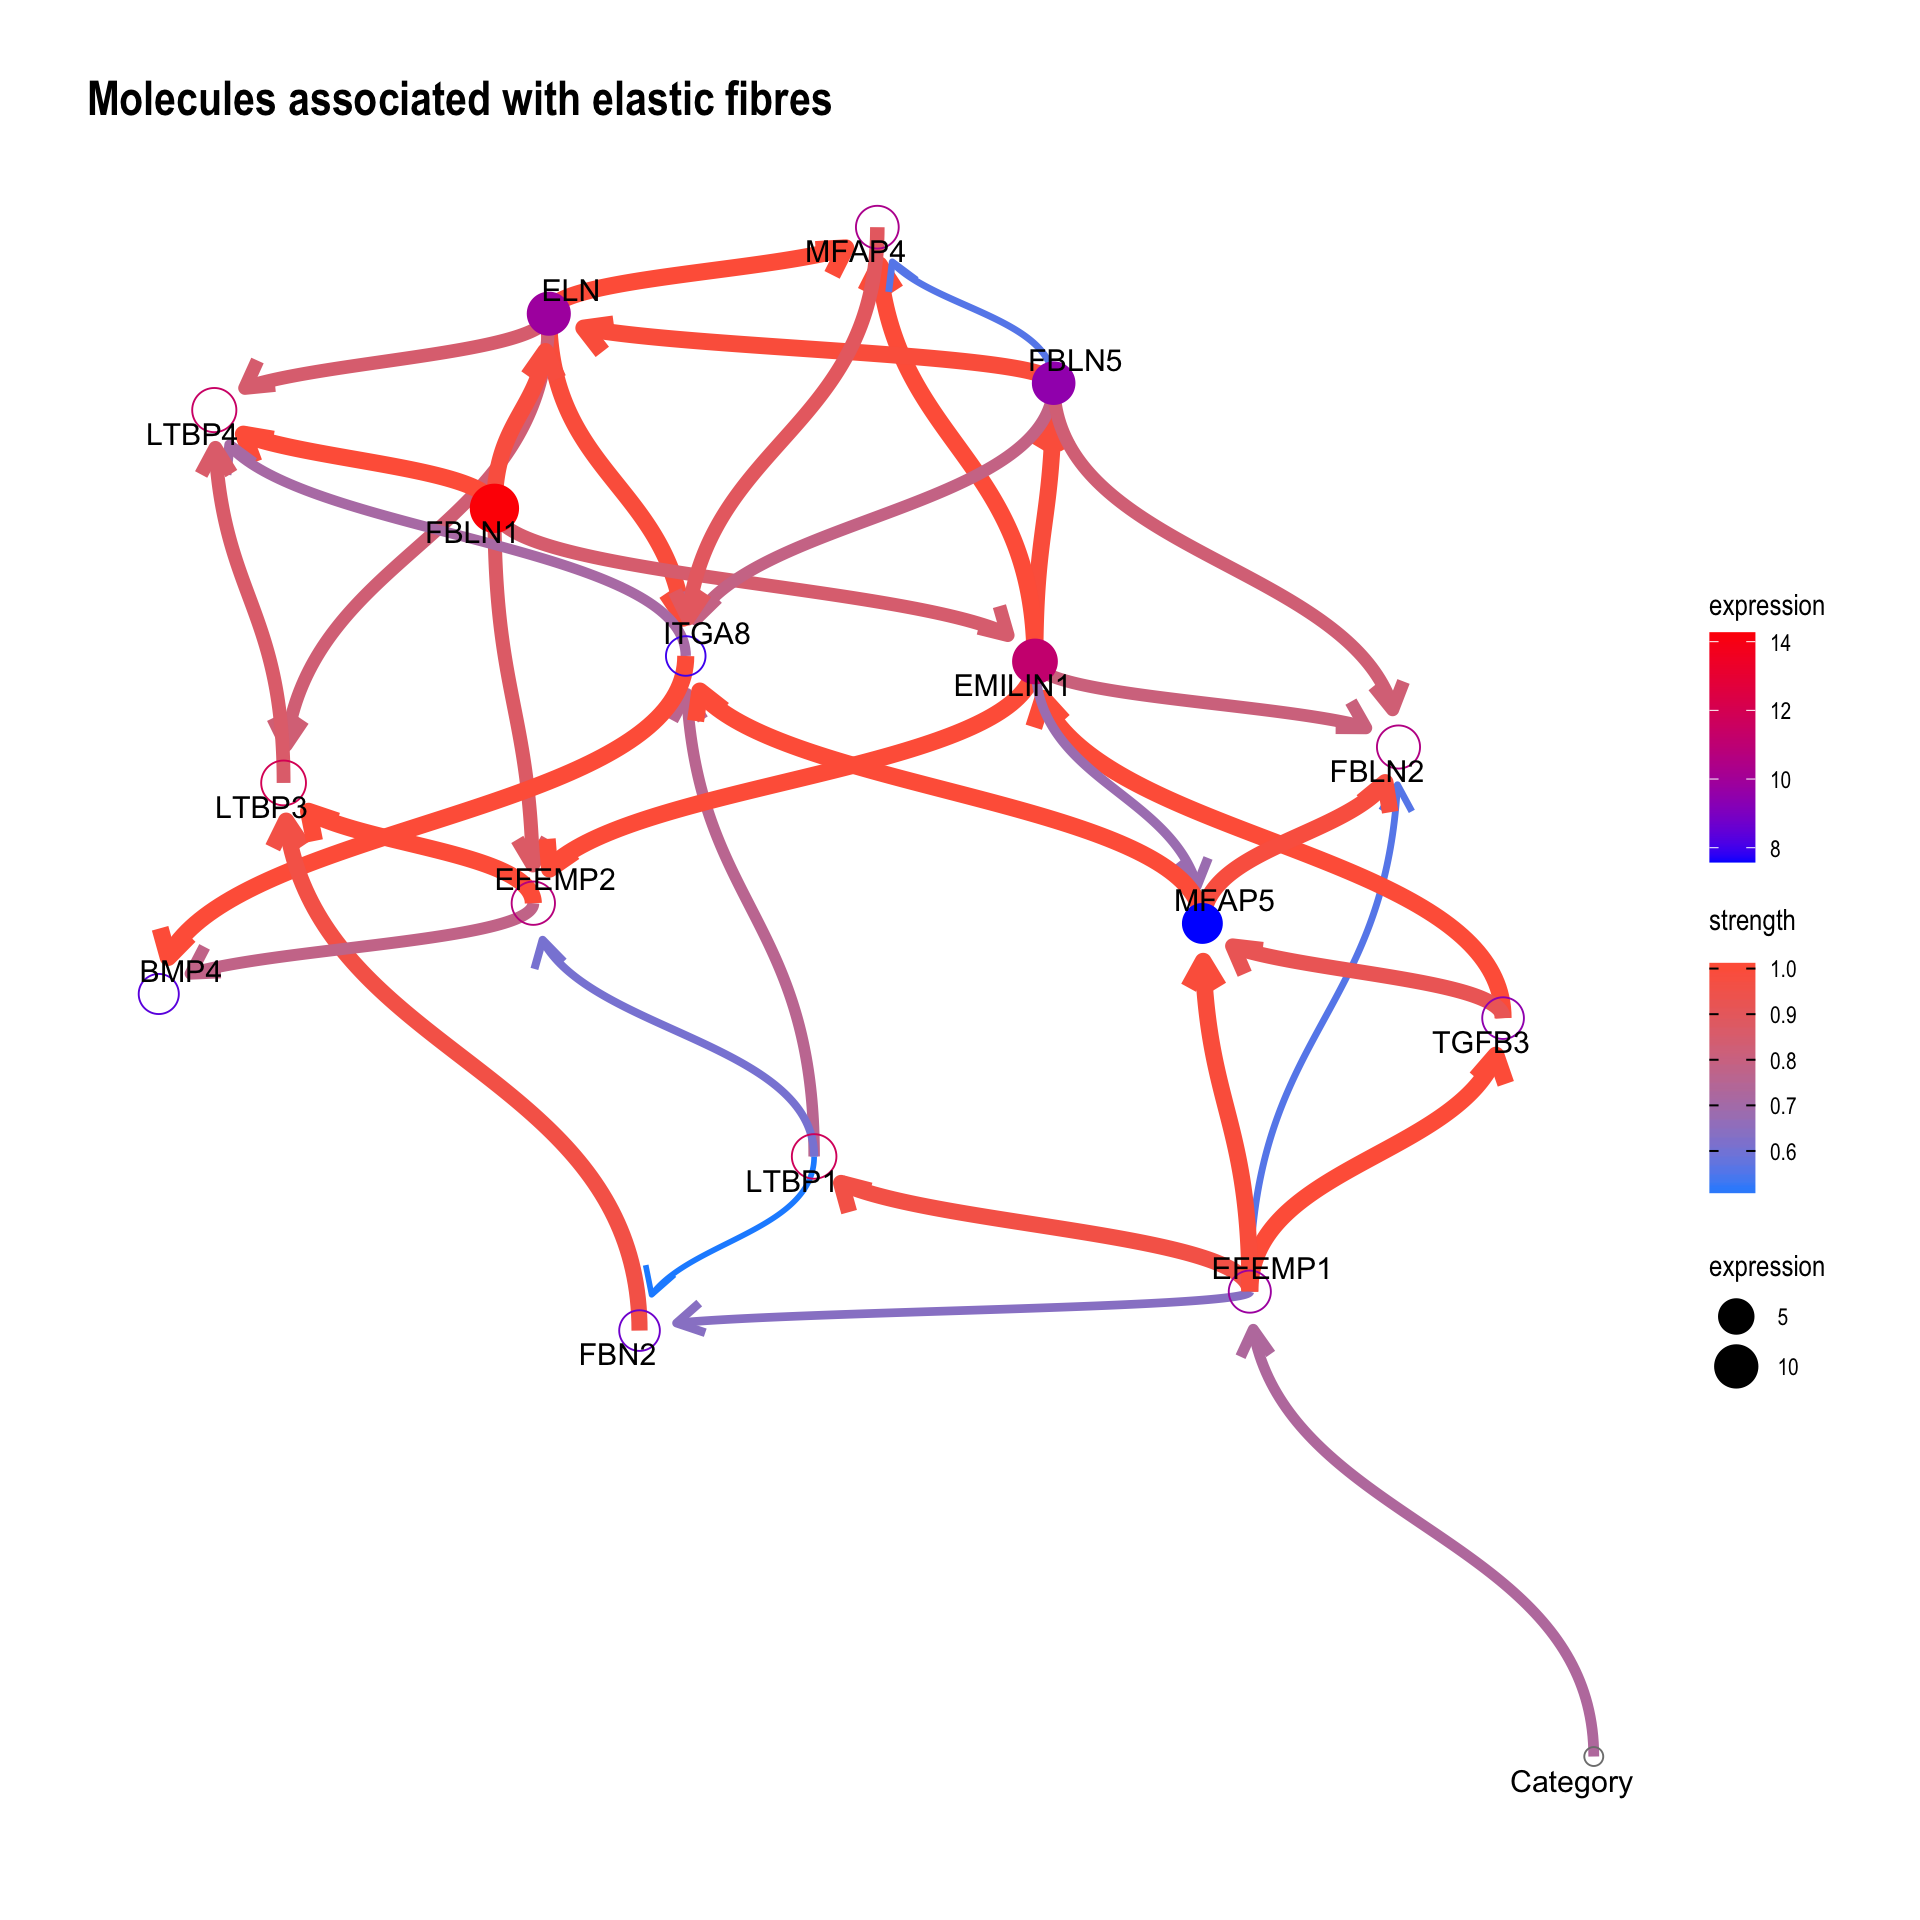 Molecules associated with elastic fibres
MFAP4
ELN
FBLN5
LTBP4
FBLN1
ITGA8
EMILIN1
FBLN2
LTBP3
EFEMP2
MFAP5
BMP4
TGFB3
LTBP1
EFEMP1
FBN2
Category
expression
14
12
10
8
strength
1.0
0.9
0.8
0.7
0.6
expression
5
10